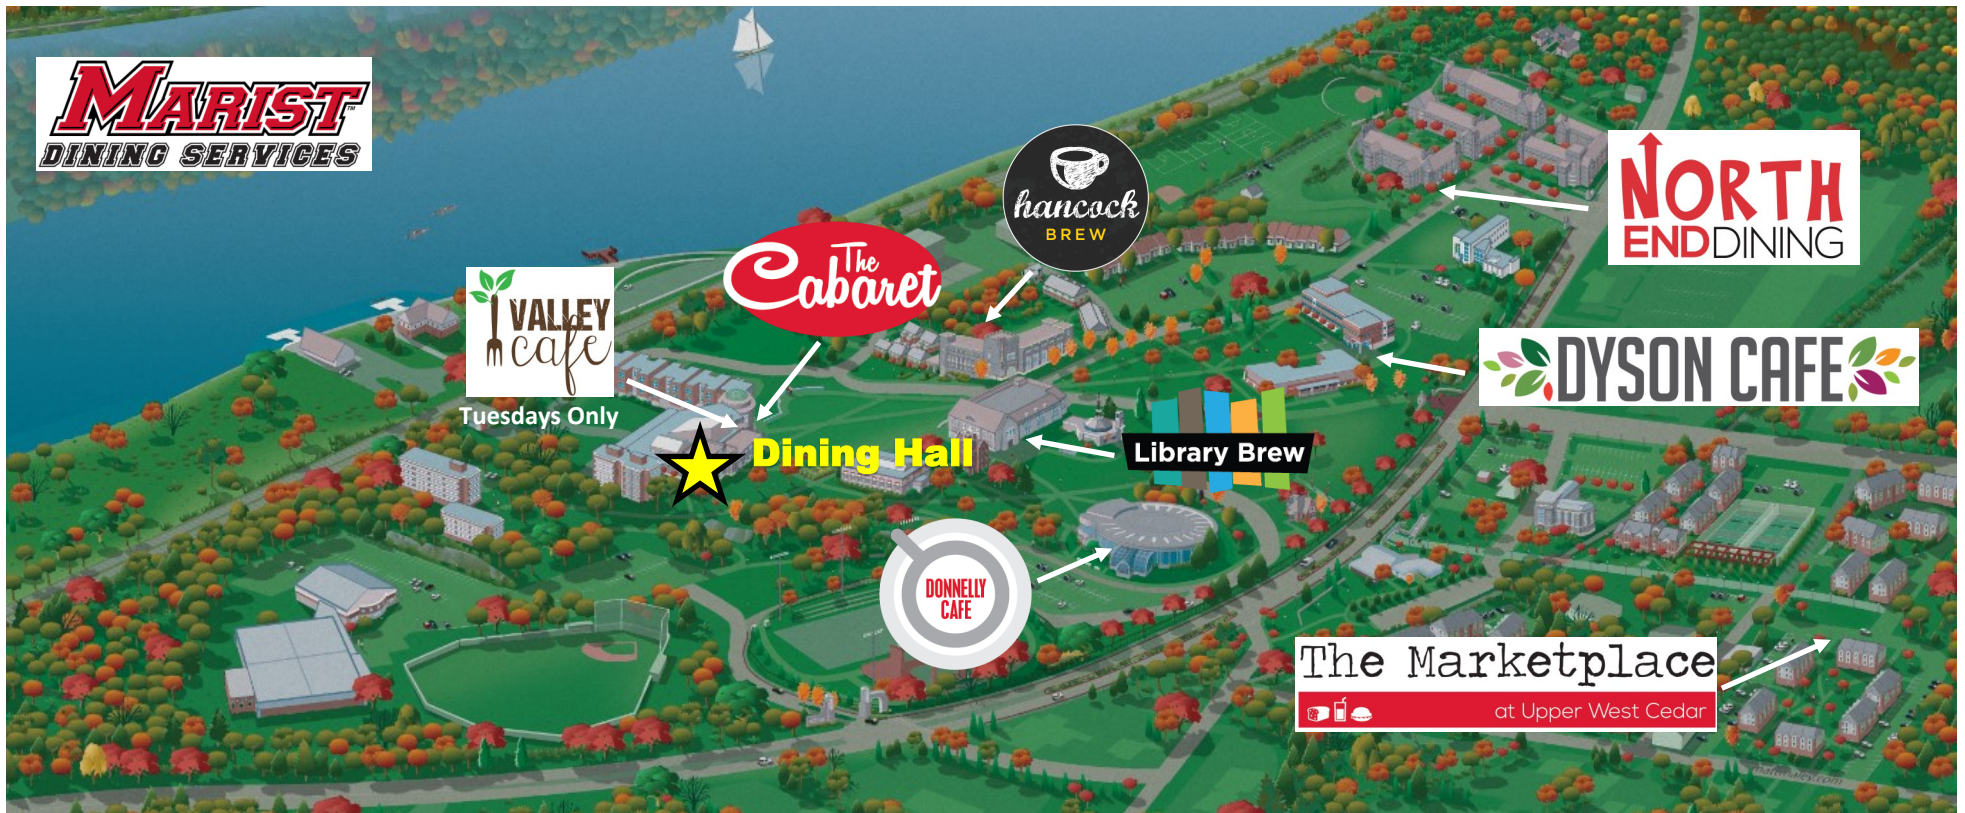 MARIST™
DINING SERVICES
hancock
BREW
NORTH
ENDDINING
The
Cabaret
VALLEY
cafe
Tuesdays Only
DYSON CAFE
Dining Hall
Library Brew
DONNELLY
CAFE
The Marketplace
at Upper West Cedar